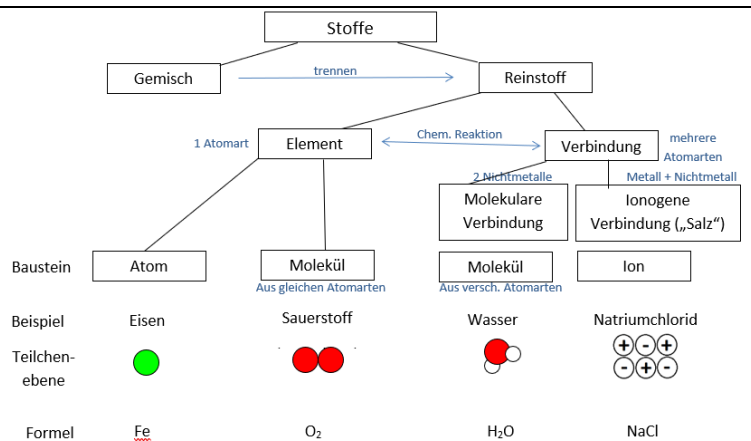 Stoffe
Gemisch
trennen
Reinstoff
1 Atomart
Element
Chem. Reaktion
Verbindung
mehrere
Atomarten
2 Nichtmetalle
Metall + Nichtmetall
Molekulare
Verbindung
Ionogene
Verbindung („Salz“)
Baustein
Atom
Molekül
Molekül
Ion
Aus gleichen Atomarten
Aus versch. Atomarten
Beispiel
Eisen
Sauerstoff
Wasser
Natriumchlorid
Teilchen-
ebene
+ - +
- + -
Formel
Fe
O₂
H₂O
NaCl